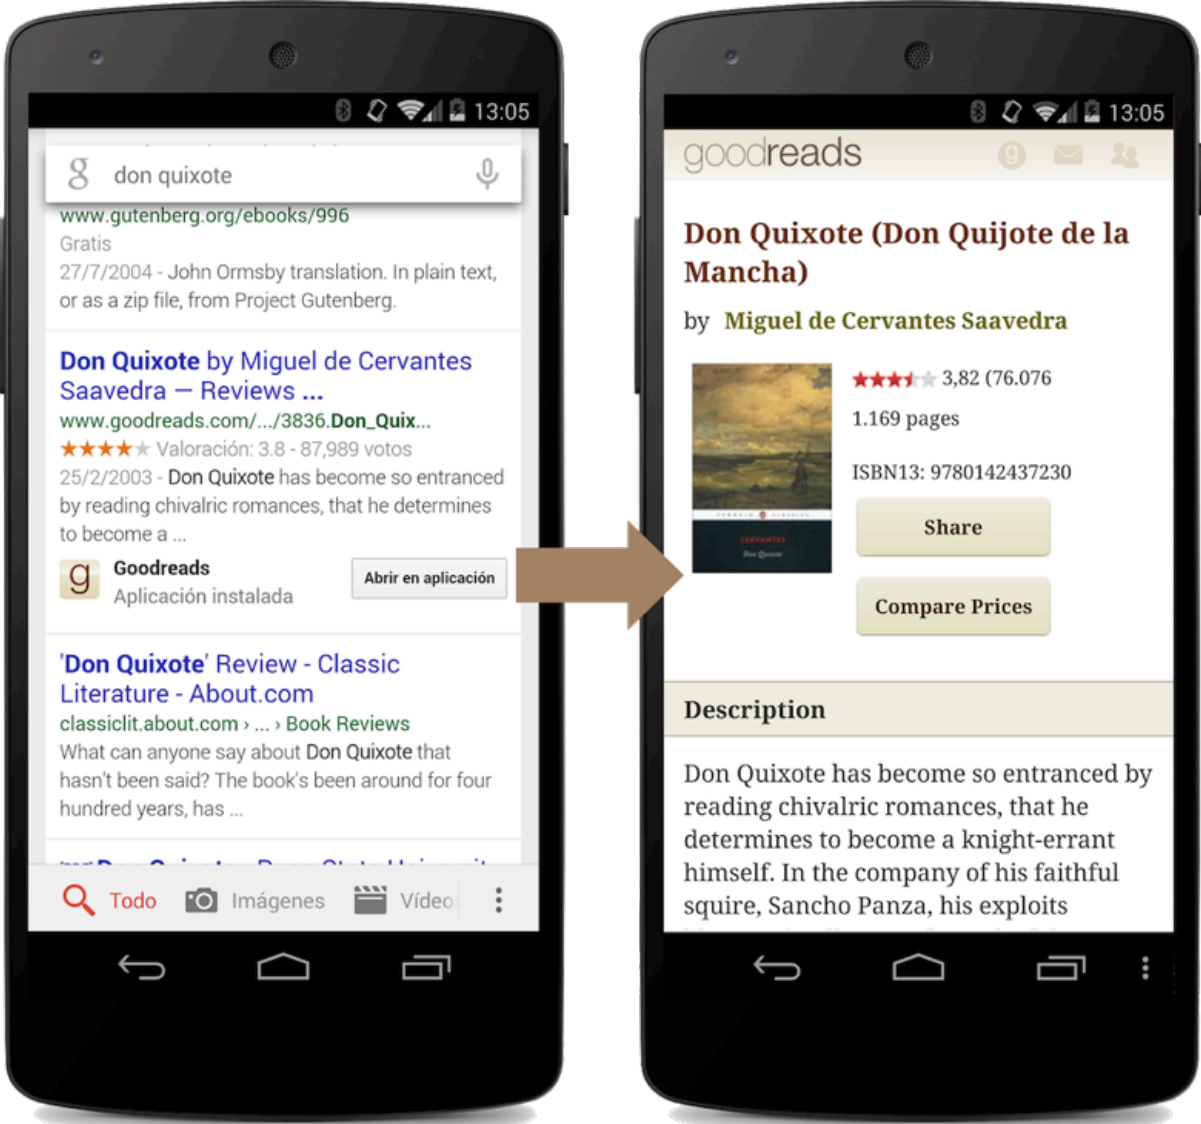 13:05
g don quixote
www.gutenberg.org/ebooks/996
Gratis
27/7/2004 - John Ormsby translation. In plain text,
or as a zip file, from Project Gutenberg.
Don Quixote by Miguel de Cervantes
Saavedra — Reviews ...
www.goodreads.com/.../3836.Don_Quix...
Valoración: 3.8 - 87,989 votos
25/2/2003 - Don Quixote has become so entranced
by reading chivalric romances, that he determines
to become a ...
g Goodreads
Aplicación instalada
Abrir en aplicación
'Don Quixote' Review - Classic
Literature - About.com
classiclit.about.com › ... › Book Reviews
What can anyone say about Don Quixote that
hasn't been said? The book's been around for four
hundred years, has ...
Todo Imágenes Vídeo
13:05
goodreads g
Don Quixote (Don Quijote de la
Mancha)
by Miguel de Cervantes Saavedra
3,82 (76.076
1.169 pages
ISBN13: 9780142437230
PENGUIN CLASSICS
CERVANTES
Don Quixote
Share
Compare Prices
Description
Don Quixote has become so entranced by
reading chivalric romances, that he
determines to become a knight-errant
himself. In the company of his faithful
squire, Sancho Panza, his exploits